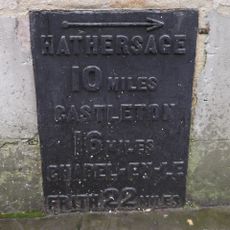 HATHERSAGE
10 MILES
CASTLETON
16 MILES
CHAPEL-EN-LE
FRITH 22 MILES